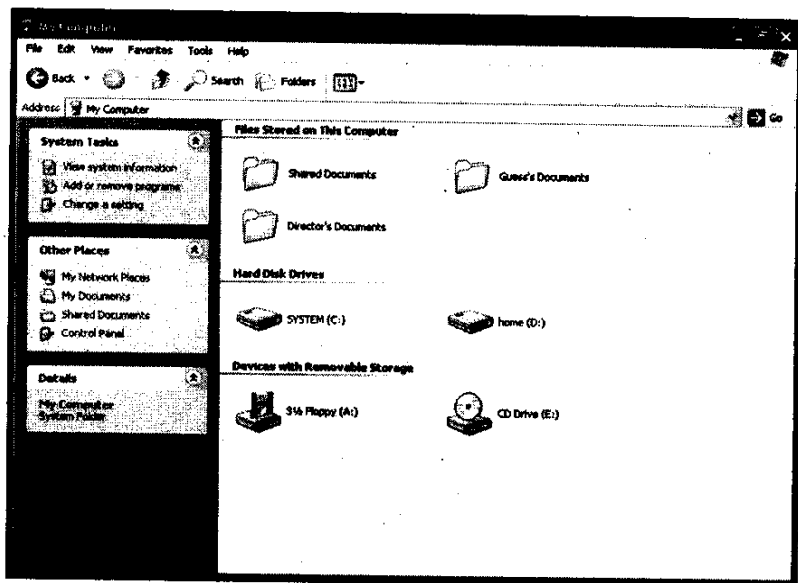 My Computer
File Edit View Favorites Tools Help
Back Search Folders
Address My Computer Go
System Tasks
View system information
Add or remove programs
Change a setting
Other Places
My Network Places
My Documents
Shared Documents
Control Panel
Details
My Computer
System Folder
Files Stored on This Computer
Shared Documents Guess's Documents
Director's Documents
Hard Disk Drives
SYSTEM (C:) home (D:)
Devices with Removable Storage
3½ Floppy (A:) CD Drive (E:)